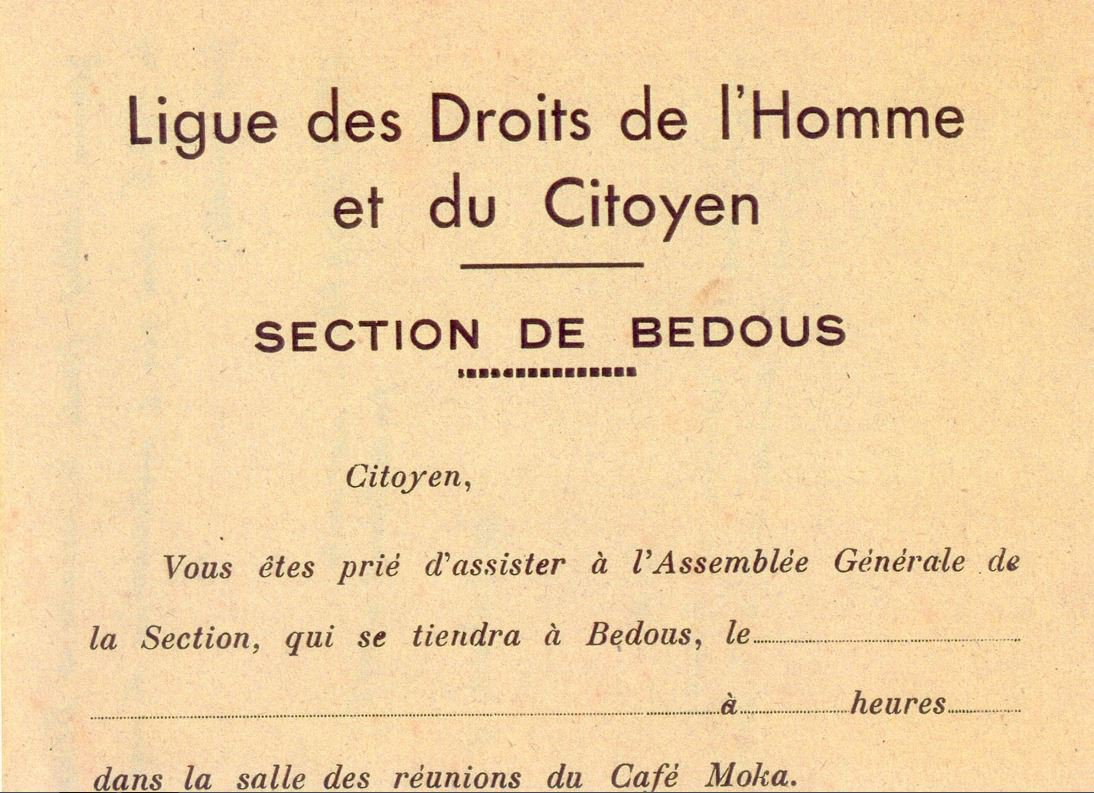 Ligue des Droits de l'Homme
et du Citoyen
SECTION DE BEDOUS
Citoyen,
Vous êtes prié d'assister à l'Assemblée Générale de
la Section, qui se tiendra à Bedous, le
à heures
dans la salle des réunions du Café Moka.